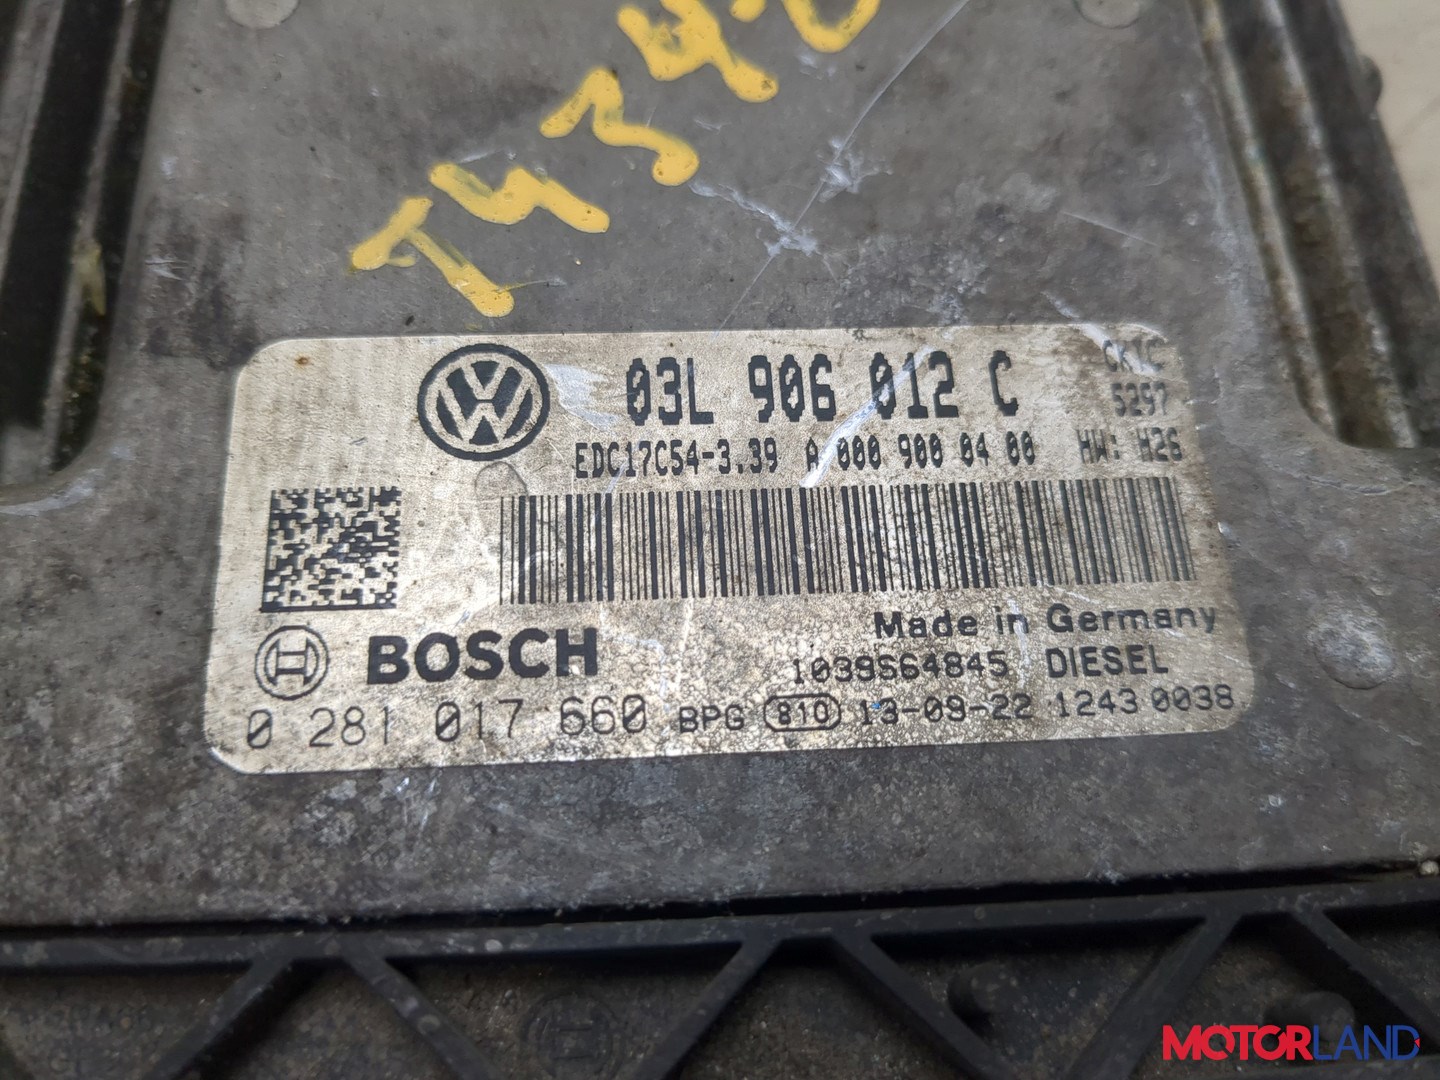 03L 906 012 C
CKTC
5297
EDC17C54-3.39 A 000 900 04 00 HW: H26
Made in Germany
BOSCH
1039S64845 DIESEL
0 281 017 660 BPG 810 13-09-22 1243 0038
MOTORLAND